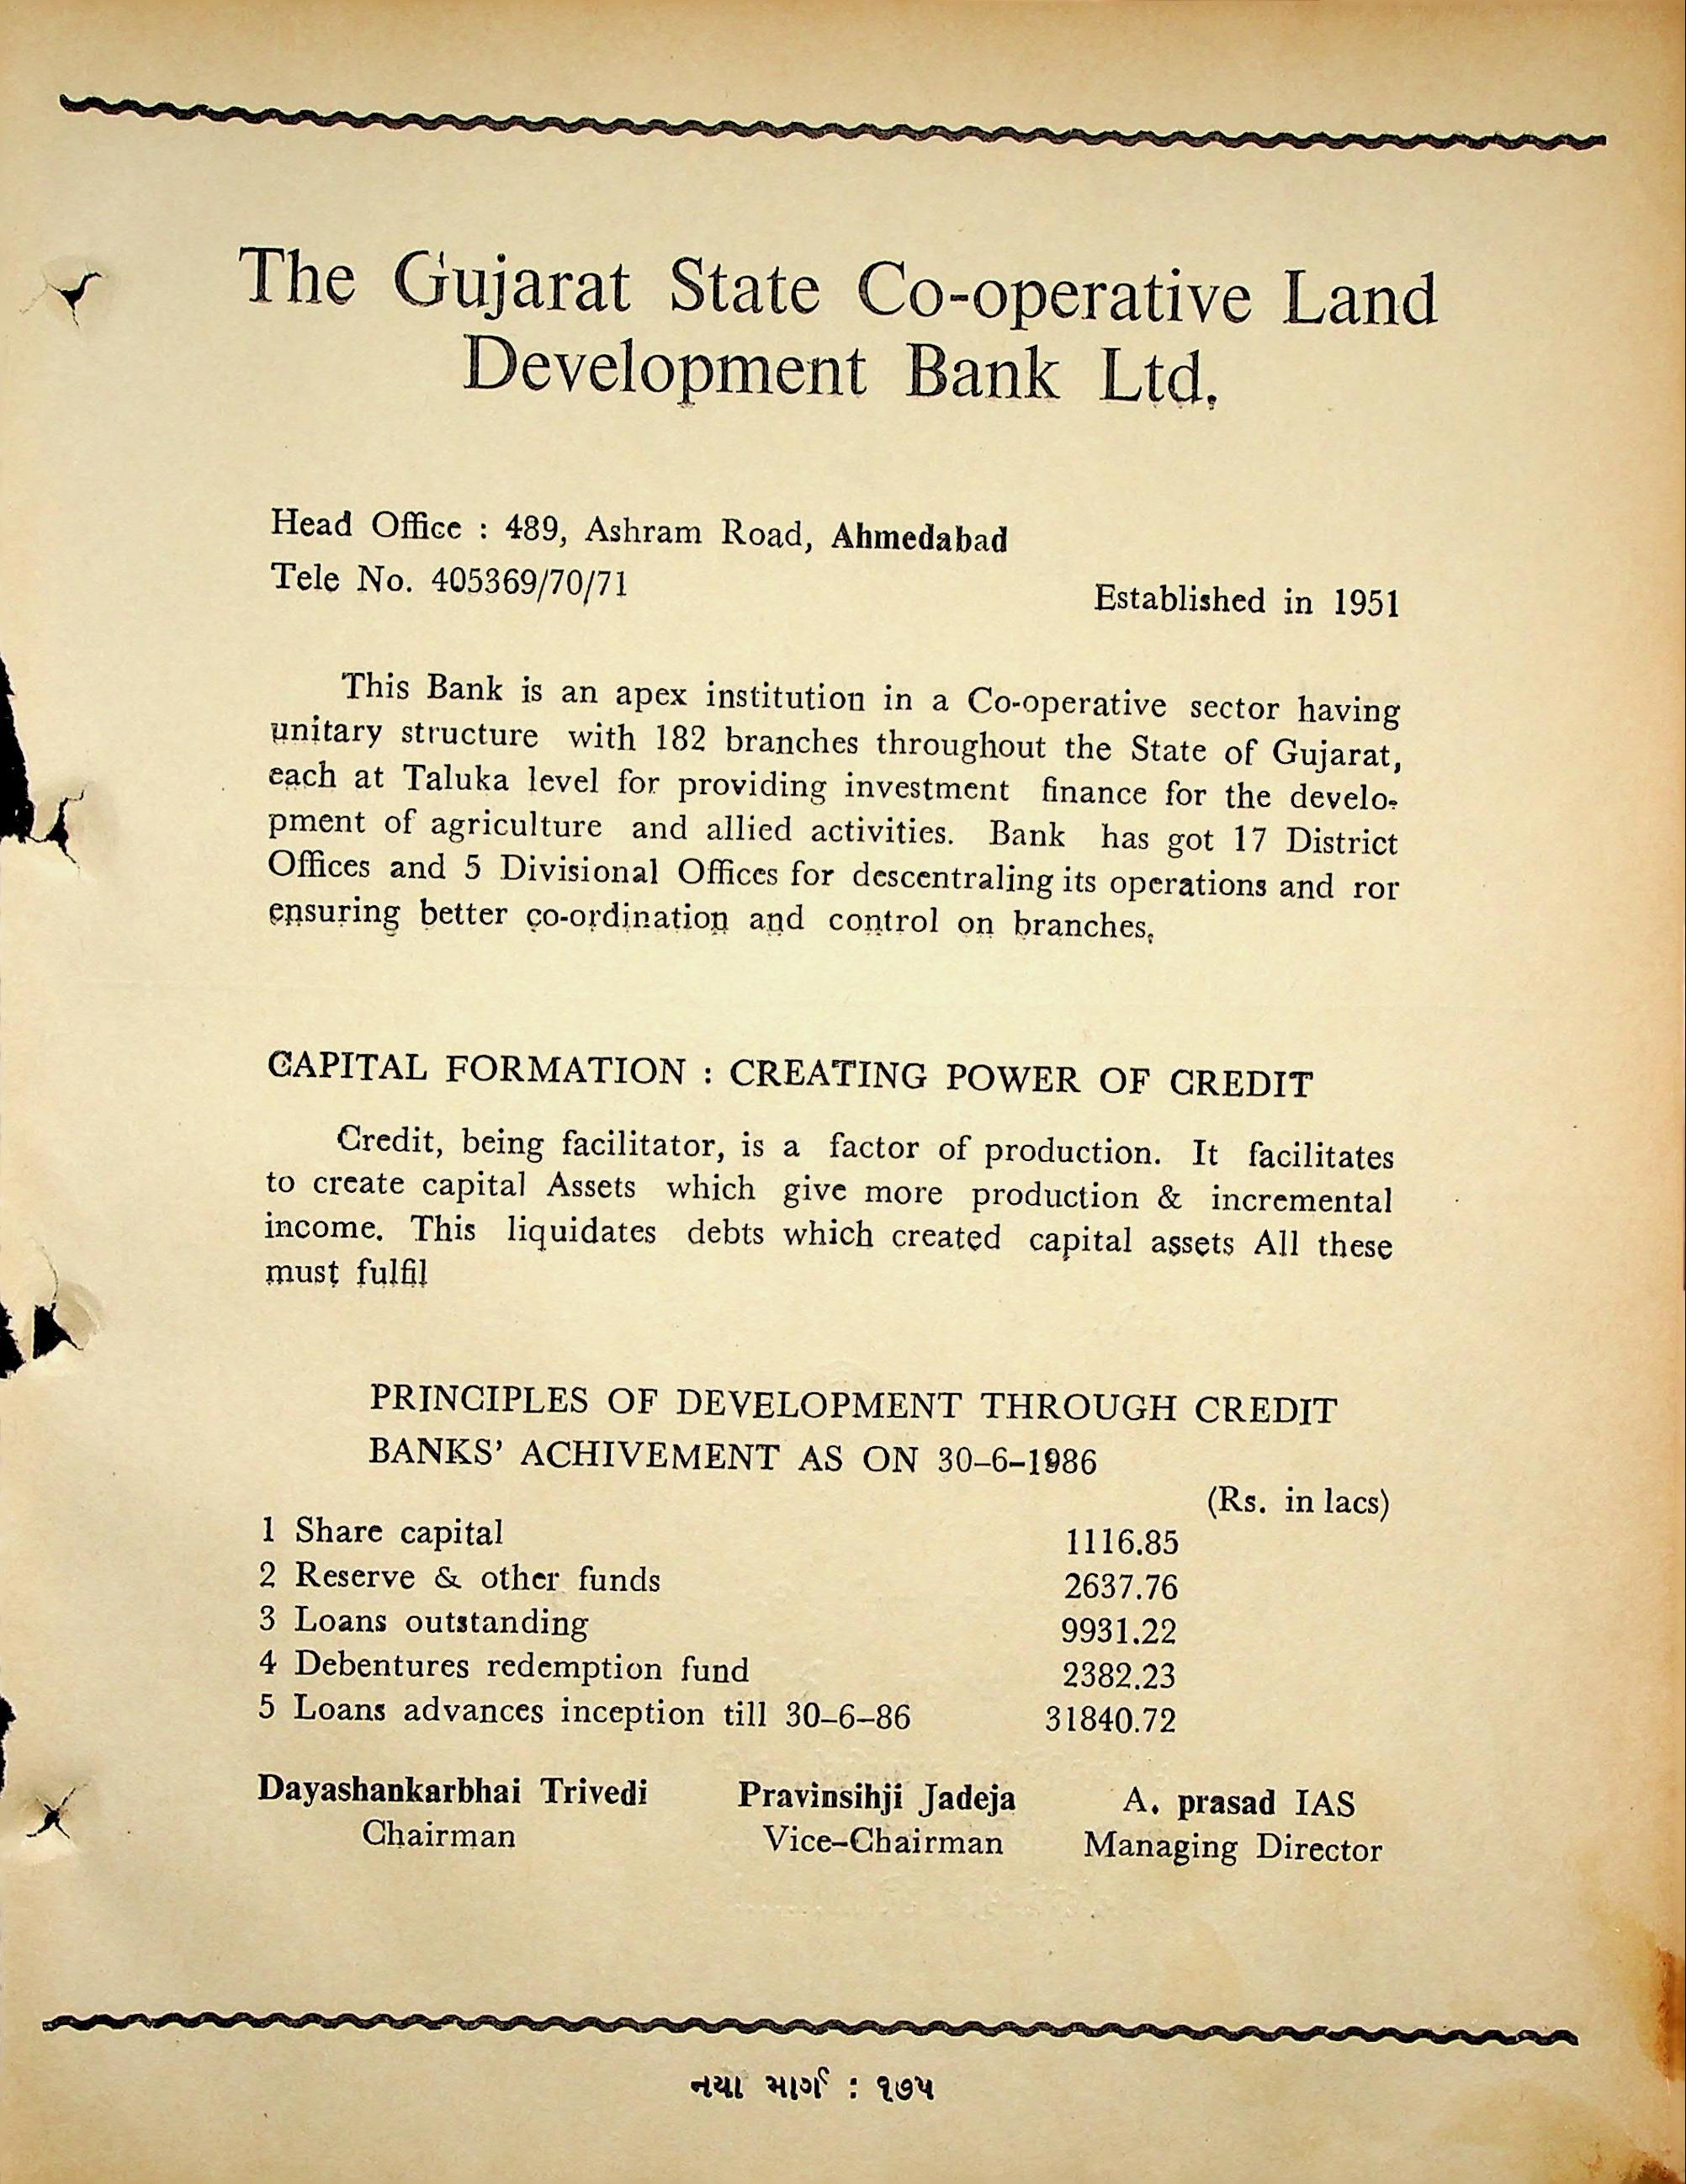 The Gujarat State Co-operative Land
Development Bank Ltd.
Head Office : 489, Ashram Road, Ahmedabad
Tele No. 405369/70/71
Established in 1951
This Bank is an apex institution in a Co-operative sector having
unitary structure with 182 branches throughout the State of Gujarat,
each at Taluka level for providing investment finance for the develo-
pment of agriculture and allied activities. Bank has got 17 District
Offices and 5 Divisional Offices for descentraling its operations and ror
ensuring better co-ordination and control on branches.
CAPITAL FORMATION : CREATING POWER OF CREDIT
Credit, being facilitator, is a factor of production. It facilitates
to create capital Assets which give more production & incremental
income. This liquidates debts which created capital assets All these
must fulfil
PRINCIPLES OF DEVELOPMENT THROUGH CREDIT
BANKS' ACHIVEMENT AS ON 30-6-1986
(Rs. in lacs)
1 Share capital 1116.85
2 Reserve & other funds 2637.76
3 Loans outstanding 9931.22
4 Debentures redemption fund 2382.23
5 Loans advances inception till 30-6-86 31840.72
Dayashankarbhai Trivedi Pravinsihji Jadeja A. prasad IAS
Chairman Vice-Chairman Managing Director
નયા માર્ગ : ૧૭૫